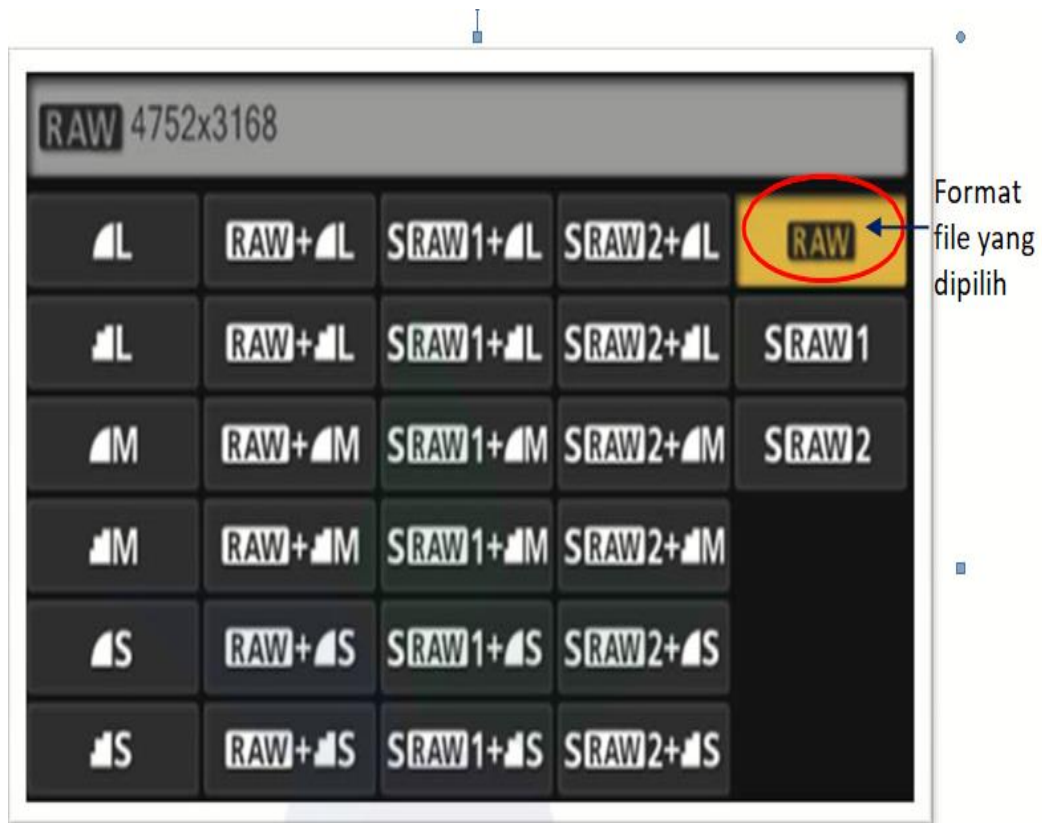 RAW 4752x3168
L RAW+L SRAW1+L SRAW2+L RAW
L RAW+L SRAW1+L SRAW2+L SRAW1
M RAW+M SRAW1+M SRAW2+M SRAW2
M RAW+M SRAW1+M SRAW2+M
S RAW+S SRAW1+S SRAW2+S
S RAW+S SRAW1+S SRAW2+S
Format
file yang
dipilih